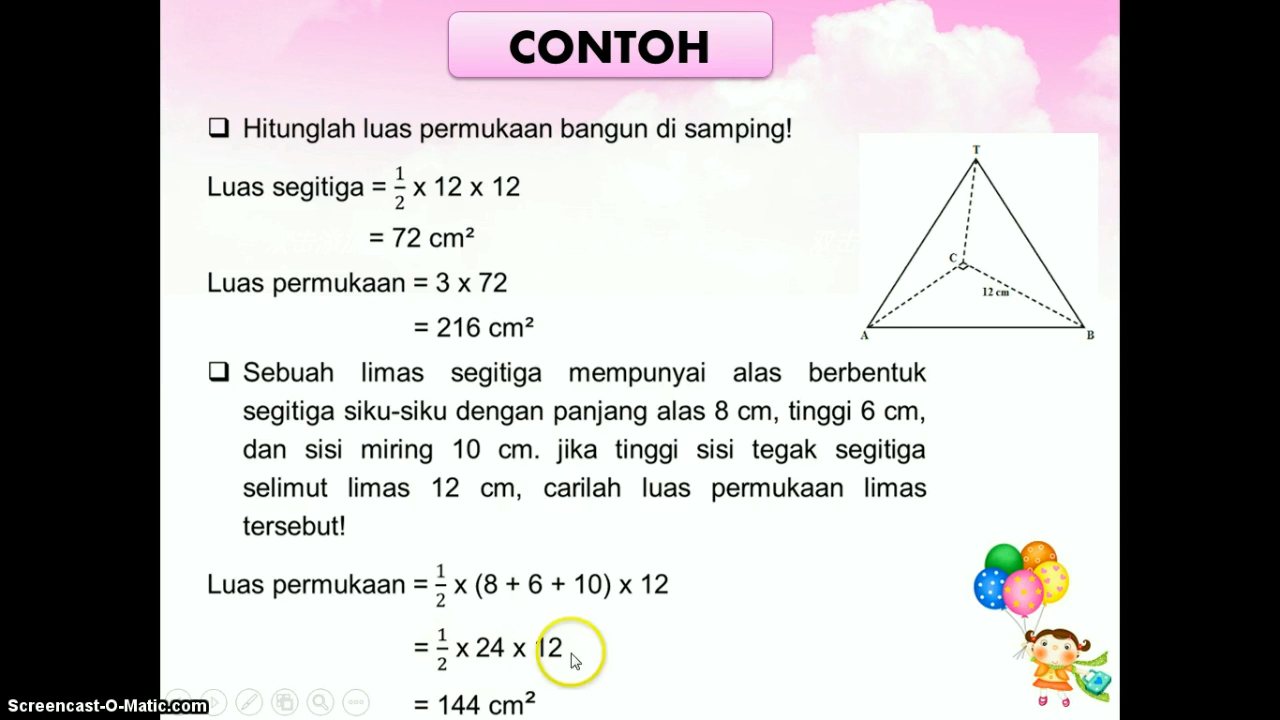 CONTOH
❑ Hitunglah luas permukaan bangun di samping!
Luas segitiga = 1/2 x 12 x 12
= 72 cm²
Luas permukaan = 3 x 72
= 216 cm²
T
C
12 cm
A
B
❑ Sebuah limas segitiga mempunyai alas berbentuk
segitiga siku-siku dengan panjang alas 8 cm, tinggi 6 cm,
dan sisi miring 10 cm. jika tinggi sisi tegak segitiga
selimut limas 12 cm, carilah luas permukaan limas
tersebut!
Luas permukaan = 1/2 x (8 + 6 + 10) x 12
= 1/2 x 24 x 12
= 144 cm²
Screencast-O-Matic.com